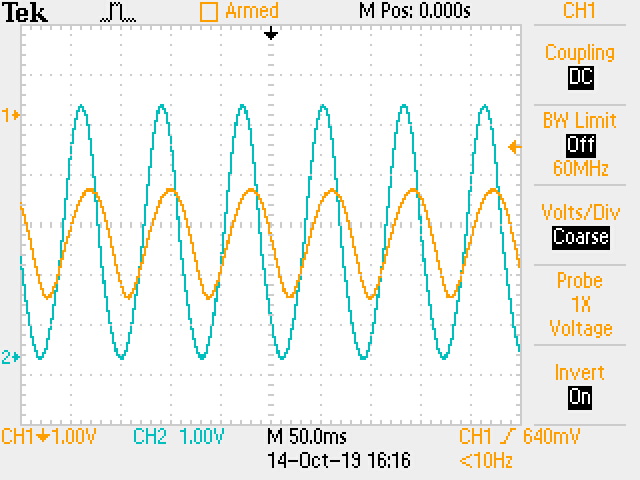 Tek Armed M Pos: 0.000s CH1
Coupling
DC
BW Limit
Off
60MHz
Volts/Div
Coarse
Probe
1X
Voltage
Invert
On
1
2
CH1 1.00V CH2 1.00V M 50.0ms CH1 640mV
14-Oct-19 16:16 <10Hz